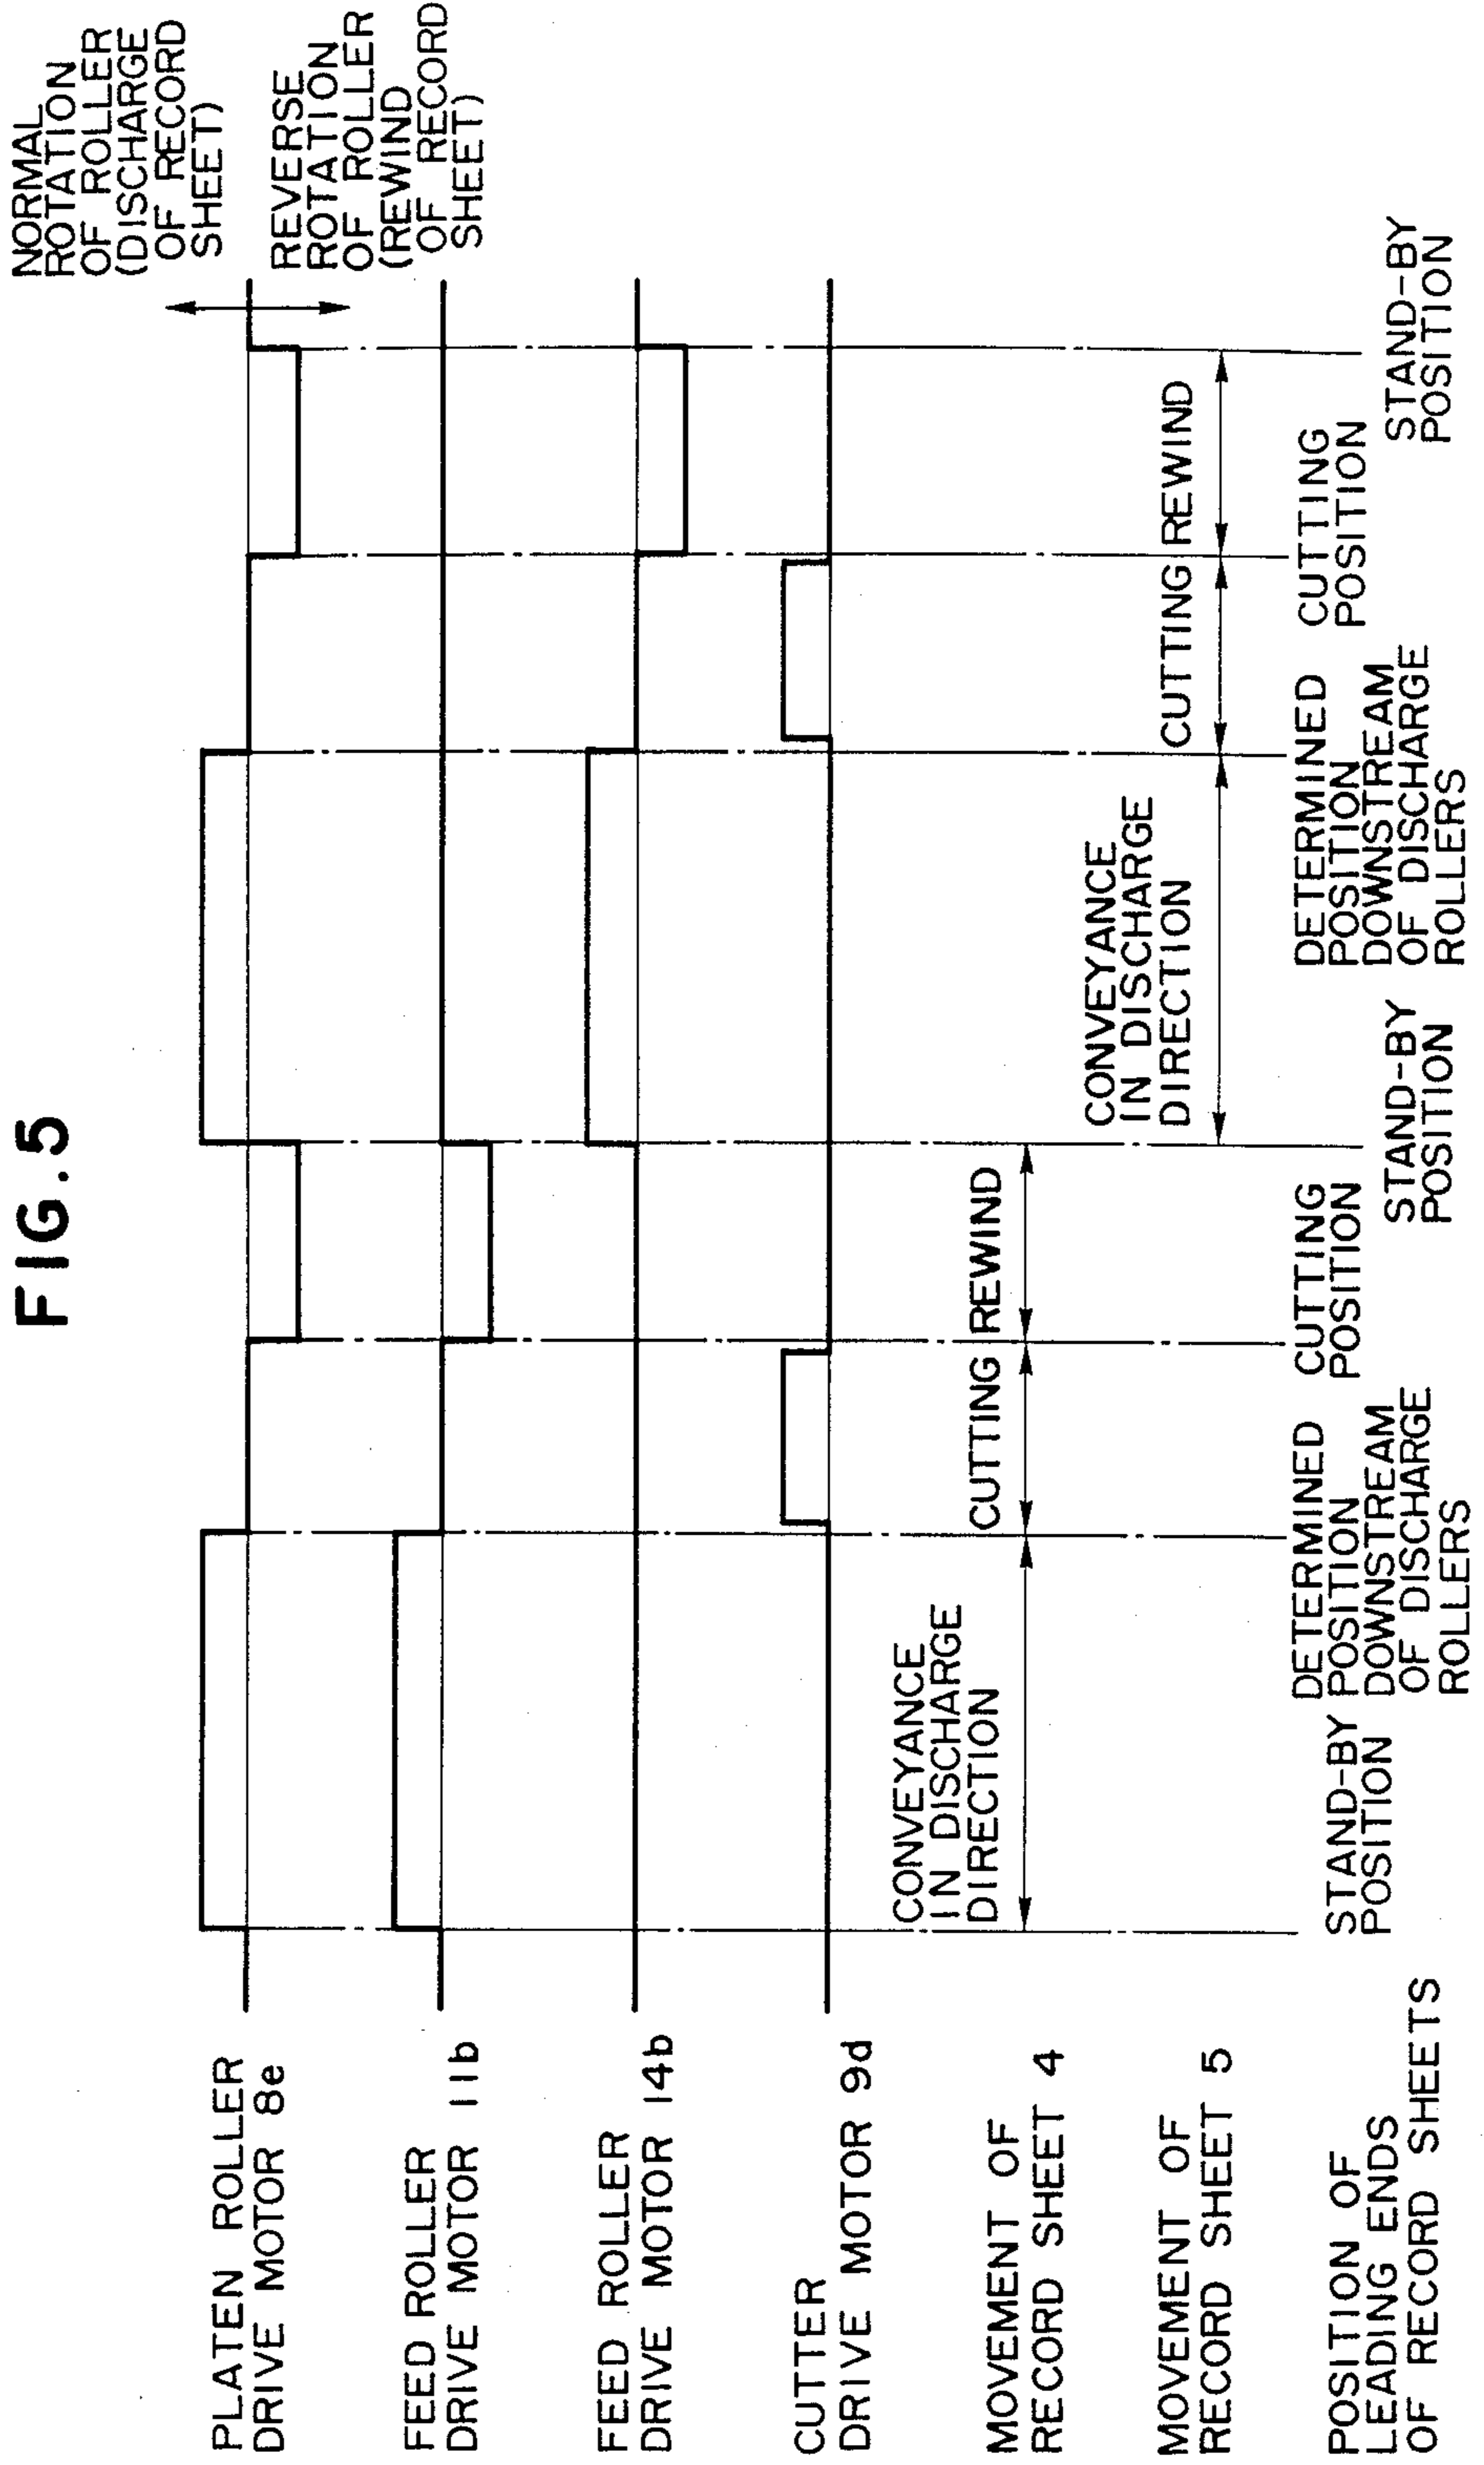 FIG.5
NORMAL
ROTATION
OF ROLLER
(DISCHARGE
OF RECORD
SHEET)
REVERSE
ROTATION
OF ROLLER
(REWIND
OF RECORD
SHEET)
PLATEN ROLLER
DRIVE MOTOR 8e
FEED ROLLER
DRIVE MOTOR 11b
FEED ROLLER
DRIVE MOTOR 14b
CUTTER
DRIVE MOTOR 9d
MOVEMENT OF
RECORD SHEET 4
CONVEYANCE
IN DISCHARGE
DIRECTION
CUTTING
REWIND
MOVEMENT OF
RECORD SHEET 5
CONVEYANCE
IN DISCHARGE
DIRECTION
CUTTING
REWIND
POSITION OF
LEADING ENDS
OF RECORD SHEETS
STAND-BY
POSITION
DETERMINED
POSITION
DOWNSTREAM
OF DISCHARGE
ROLLERS
CUTTING
POSITION
STAND-BY
POSITION
DETERMINED
POSITION
DOWNSTREAM
OF DISCHARGE
ROLLERS
CUTTING
POSITION
STAND-BY
POSITION